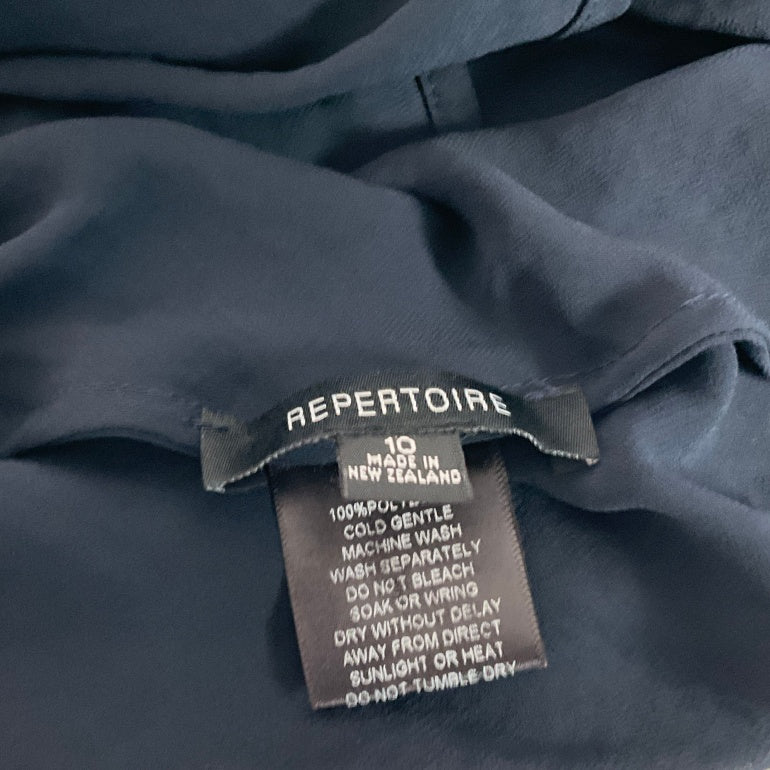 REPERTOIRE
10
MADE IN
NEW ZEALAND
COLD GENTLE
MACHINE WASH
WASH SEPARATELY
DO NOT BLEACH
SOAK OR WRING
DRY WITHOUT DELAY
AWAY FROM DIRECT
SUNLIGHT OR HEAT
DO NOT TUMBLE DRY